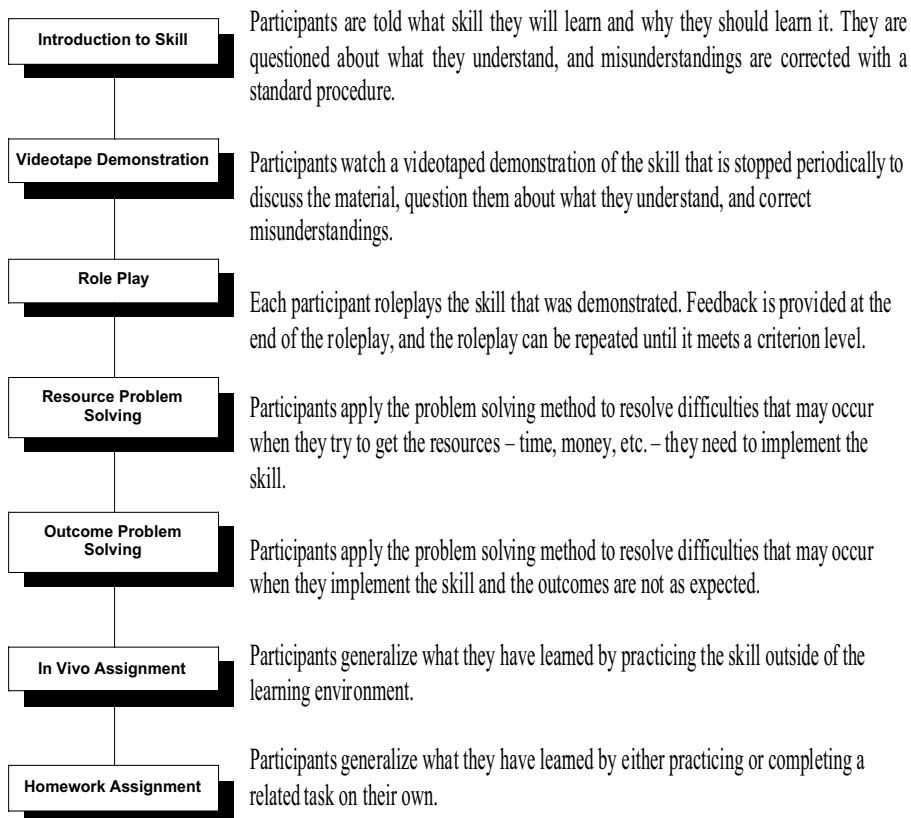 Introduction to Skill
Participants are told what skill they will learn and why they should learn it. They are
questioned about what they understand, and misunderstandings are corrected with a
standard procedure.
Videotape Demonstration
Participants watch a videotaped demonstration of the skill that is stopped periodically to
discuss the material, question them about what they understand, and correct
misunderstandings.
Role Play
Each participant roleplays the skill that was demonstrated. Feedback is provided at the
end of the roleplay, and the roleplay can be repeated until it meets a criterion level.
Resource Problem
Solving
Participants apply the problem solving method to resolve difficulties that may occur
when they try to get the resources – time, money, etc. – they need to implement the
skill.
Outcome Problem
Solving
Participants apply the problem solving method to resolve difficulties that may occur
when they implement the skill and the outcomes are not as expected.
In Vivo Assignment
Participants generalize what they have learned by practicing the skill outside of the
learning environment.
Homework Assignment
Participants generalize what they have learned by either practicing or completing a
related task on their own.